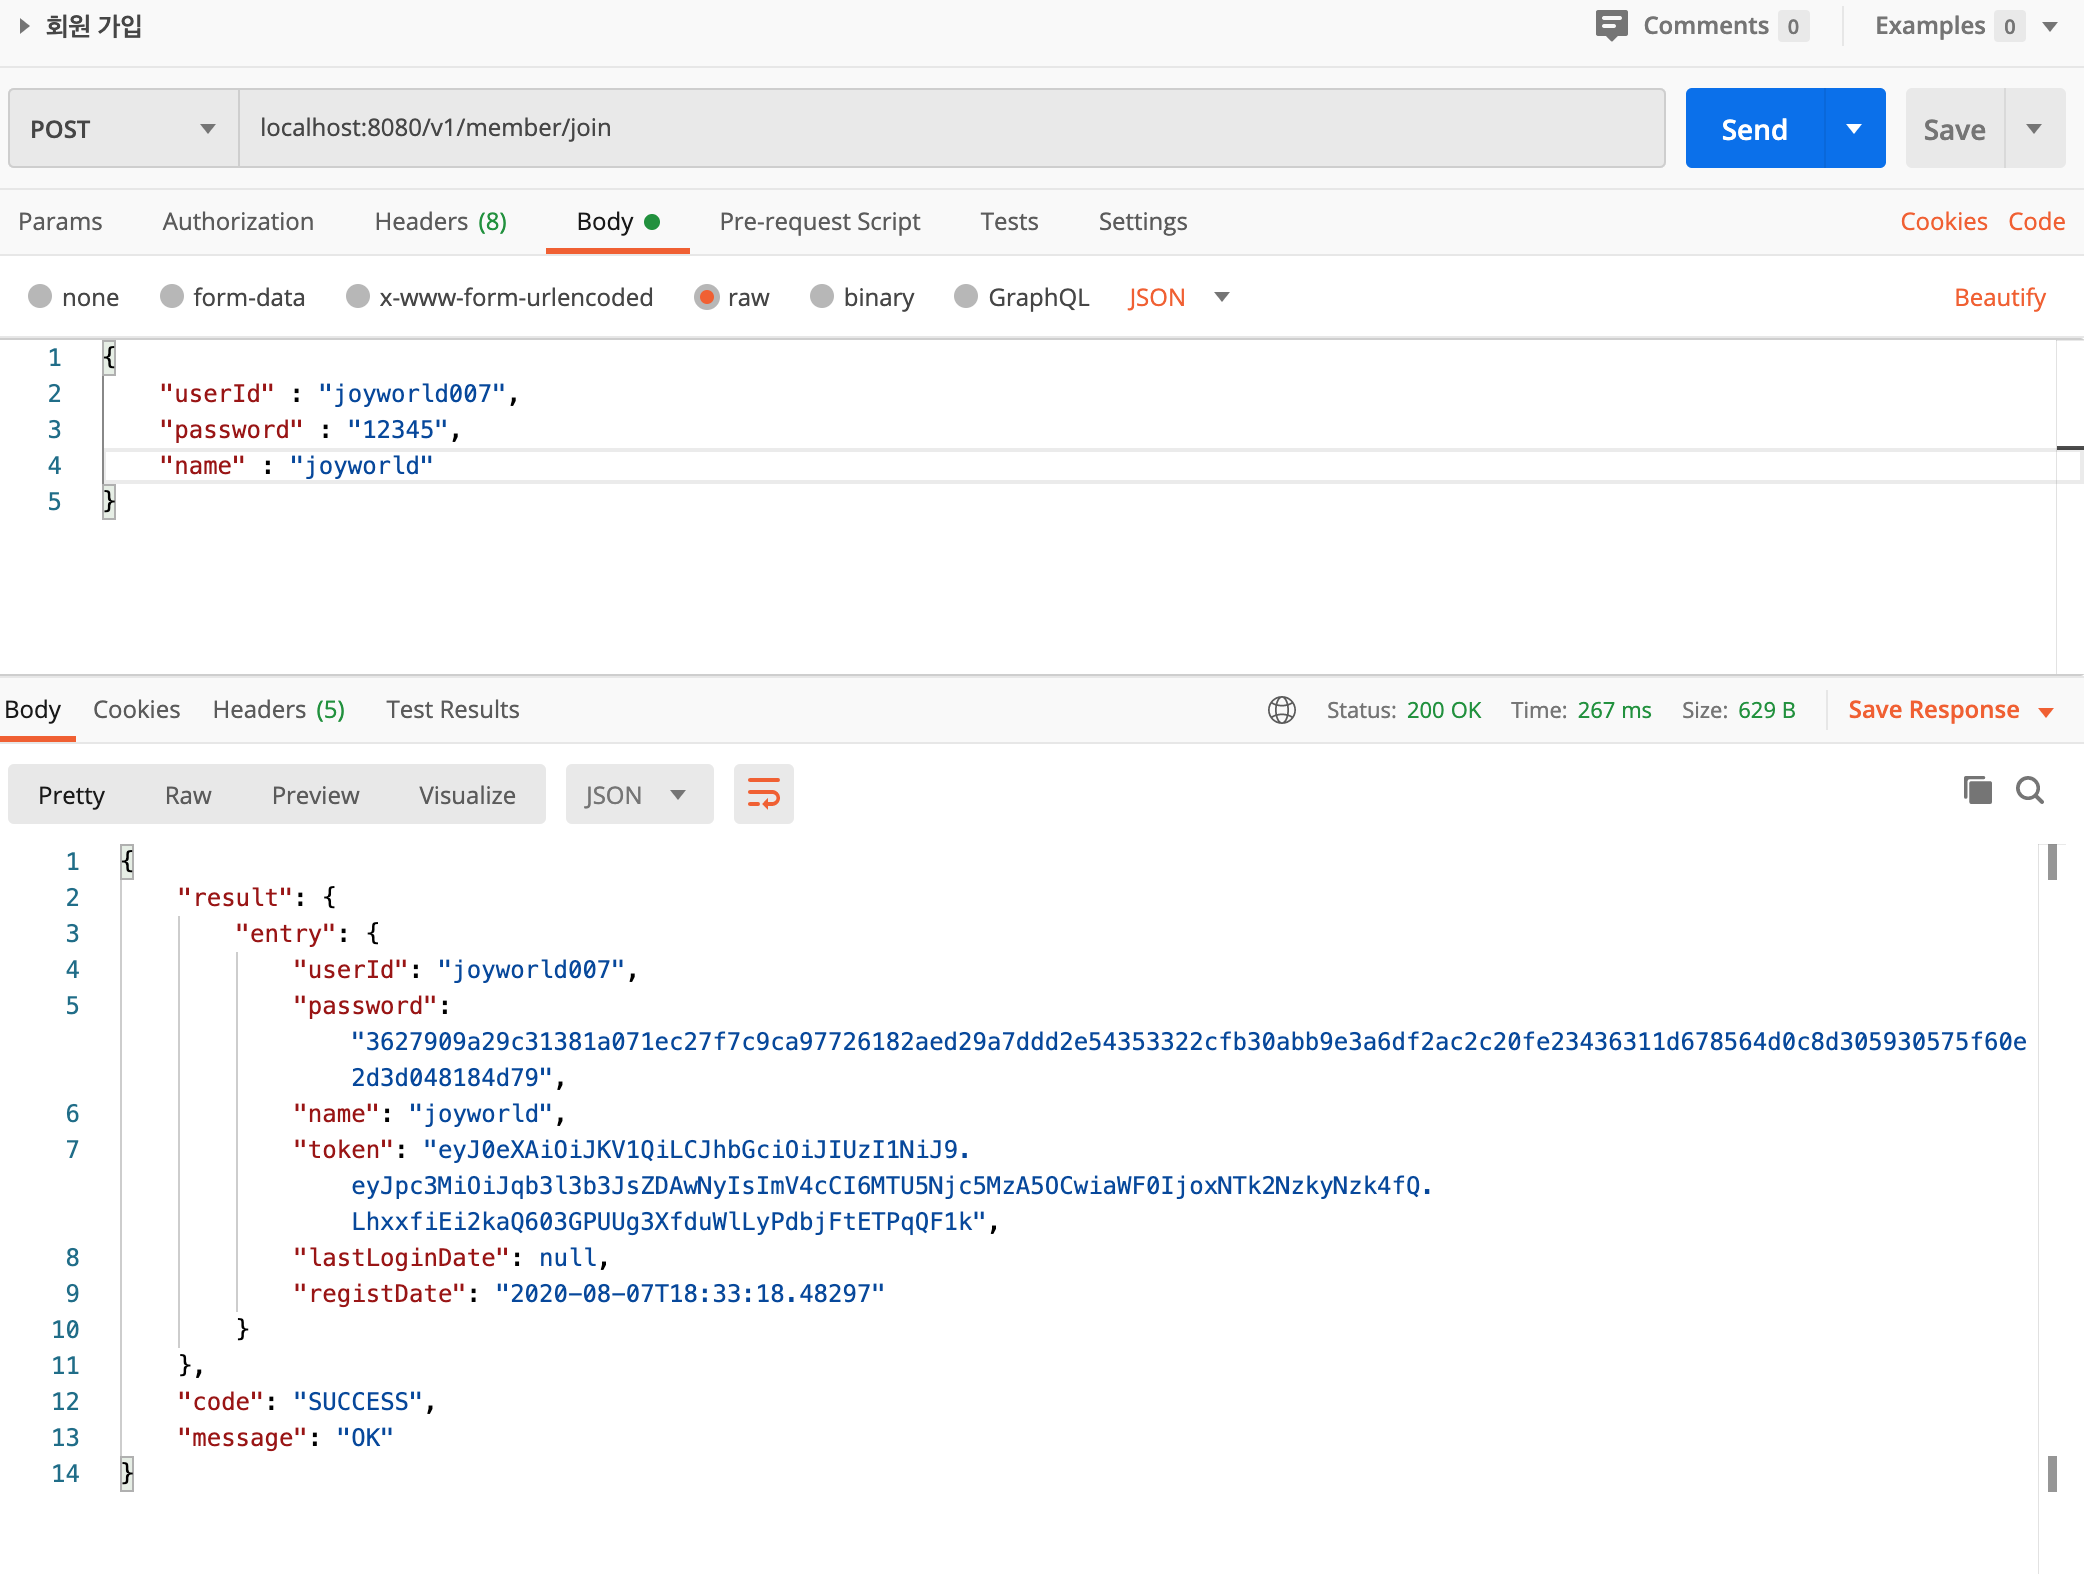 회원 가입 Comments 0 Examples 0
POST localhost:8080/v1/member/join Send Save
Params Authorization Headers (8) Body Pre-request Script Tests Settings Cookies Code
none form-data x-www-form-urlencoded raw binary GraphQL JSON Beautify
1 {
2 "userId" : "joyworld007",
3 "password" : "12345",
4 "name" : "joyworld"
5 }
Body Cookies Headers (5) Test Results Status: 200 OK Time: 267 ms Size: 629 B Save Response
Pretty Raw Preview Visualize JSON
1 {
2 "result": {
3 "entry": {
4 "userId": "joyworld007",
5 "password":
"3627909a29c31381a071ec27f7c9ca97726182aed29a7ddd2e54353322cfb30abb9e3a6df2ac2c20fe23436311d678564d0c8d305930575f60e
2d3d048184d79",
6 "name": "joyworld",
7 "token": "eyJ0eXAiOiJKV1QiLCJhbGciOiJIUzI1NiJ9.
eyJpc3MiOiJqb3l3b3JsZDAwNyIsImV4cCI6MTU5Njc5MzA5OCwiaWF0IjoxNTk2NzkyNzk4fQ.
LhxxfiEi2kaQ603GPUUg3XfduWlLyPdbjFtETPqQF1k",
8 "lastLoginDate": null,
9 "registDate": "2020-08-07T18:33:18.48297"
10 }
11 },
12 "code": "SUCCESS",
13 "message": "OK"
14 }